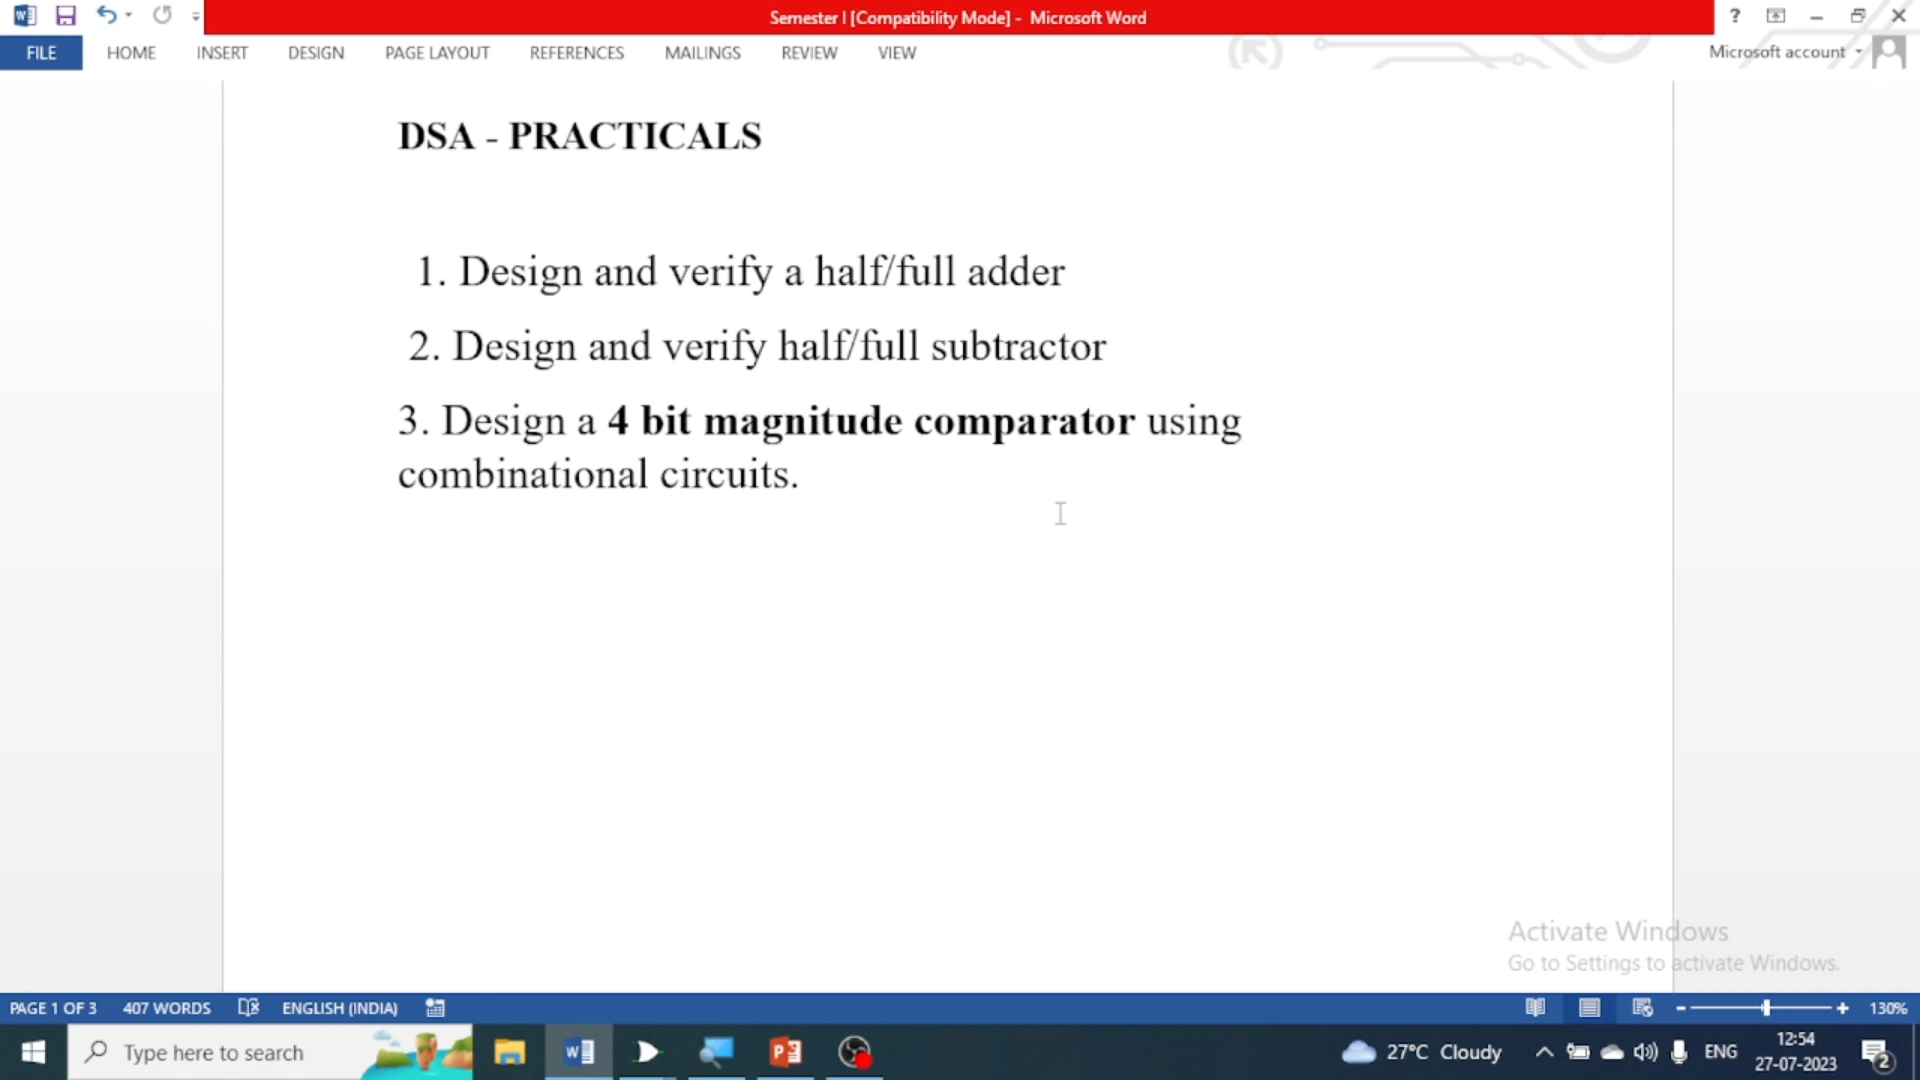 Semester I [Compatibility Mode] - Microsoft Word
?
FILE HOME INSERT DESIGN PAGE LAYOUT REFERENCES MAILINGS REVIEW VIEW
Microsoft account
DSA - PRACTICALS
1. Design and verify a half/full adder
2. Design and verify half/full subtractor
3. Design a 4 bit magnitude comparator using
combinational circuits.
Activate Windows
Go to Settings to activate Windows.
PAGE 1 OF 3 407 WORDS ENGLISH (INDIA) 130%
Type here to search
27°C Cloudy
ENG
12:54
27-07-2023
2